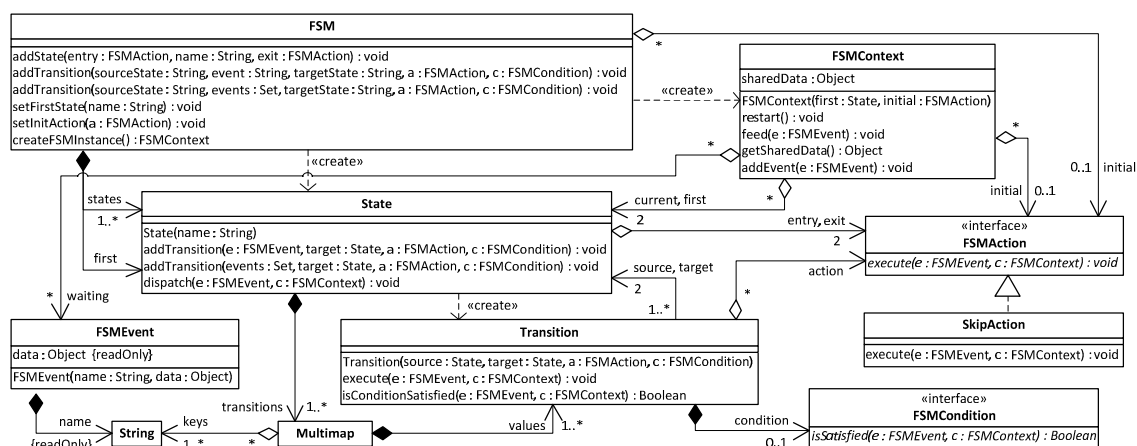 FSM
addState(entry : FSMAction, name : String, exit : FSMAction) : void
addTransition(sourceState : String, event : String, targetState : String, a : FSMAction, c : FSMCondition) : void
addTransition(sourceState : String, events : Set, targetState : String, a : FSMAction, c : FSMCondition) : void
setFirstState(name : String) : void
setInitAction(a : FSMAction) : void
createFSMInstance() : FSMContext
*
«create»
FSMContext
sharedData : Object
FSMContext(first : State, initial : FSMAction)
restart() : void
feed(e : FSMEvent) : void
getSharedData() : Object
addEvent(e : FSMEvent) : void
*
*
*
«create»
0..1 initial
initial 0..1
states
1..*
first
State
State(name : String)
addTransition(e : FSMEvent, target : State, a : FSMAction, c : FSMCondition) : void
addTransition(events : Set, target : State, a : FSMAction, c : FSMCondition) : void
dispatch(e : FSMEvent, c : FSMContext) : void
current, first
2
entry, exit
2
action
source, target
2
1..*
*
«interface»
FSMAction
execute(e : FSMEvent, c : FSMContext) : void
* waiting
«create»
FSMEvent
data : Object {readOnly}
FSMEvent(name : String, data : Object)
Transition
Transition(source : State, target : State, a : FSMAction, c : FSMCondition)
execute(e : FSMEvent, c : FSMContext) : void
isConditionSatisfied(e : FSMEvent, c : FSMContext) : Boolean
SkipAction
execute(e : FSMEvent, c : FSMContext) : void
name
{readOnly}
String
keys
1..*
*
transitions
1..*
Multimap
values
1..*
condition
0..1
«interface»
FSMCondition
isSatisfied(e : FSMEvent, c : FSMContext) : Boolean